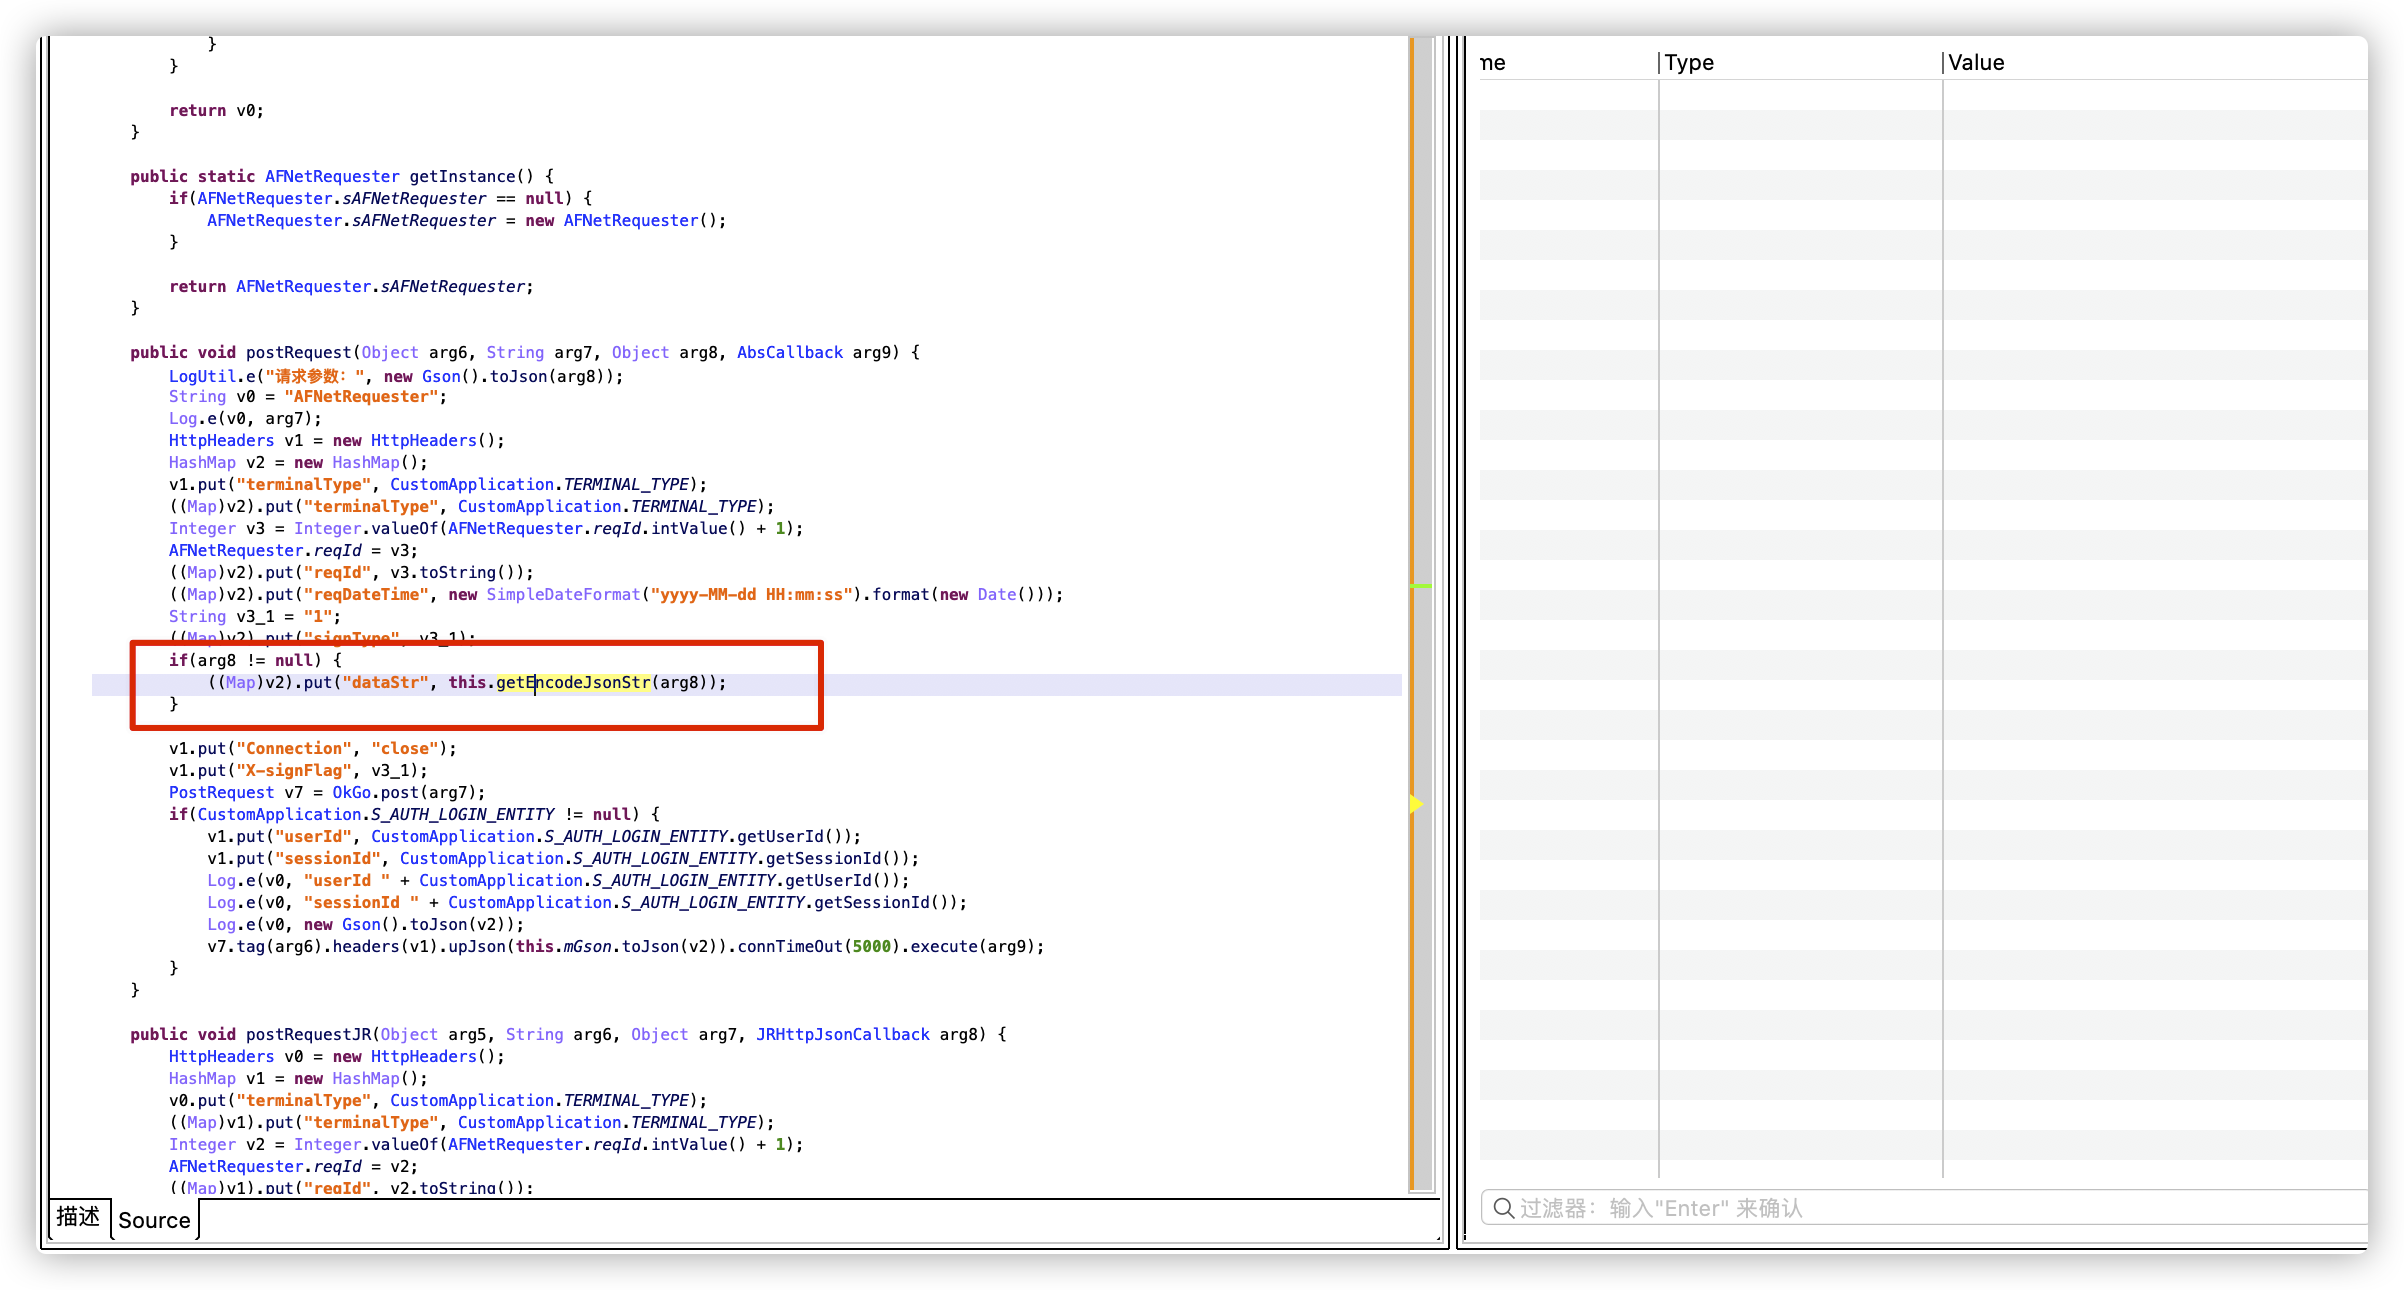 }
}
return v0;
}
public static AFNetRequester getInstance() {
if(AFNetRequester.sAFNetRequester == null) {
AFNetRequester.sAFNetRequester = new AFNetRequester();
}
return AFNetRequester.sAFNetRequester;
}
public void postRequest(Object arg6, String arg7, Object arg8, AbsCallback arg9) {
LogUtil.e("请求参数：", new Gson().toJson(arg8));
String v0 = "AFNetRequester";
Log.e(v0, arg7);
HttpHeaders v1 = new HttpHeaders();
HashMap v2 = new HashMap();
v1.put("terminalType", CustomApplication.TERMINAL_TYPE);
((Map)v2).put("terminalType", CustomApplication.TERMINAL_TYPE);
Integer v3 = Integer.valueOf(AFNetRequester.reqId.intValue() + 1);
AFNetRequester.reqId = v3;
((Map)v2).put("reqId", v3.toString());
((Map)v2).put("reqDateTime", new SimpleDateFormat("yyyy-MM-dd HH:mm:ss").format(new Date()));
String v3_1 = "1";
((Map)v2).put("signType", v3_1);
if(arg8 != null) {
((Map)v2).put("dataStr", this.getEncodeJsonStr(arg8));
}
v1.put("Connection", "close");
v1.put("X-signFlag", v3_1);
PostRequest v7 = OkGo.post(arg7);
if(CustomApplication.S_AUTH_LOGIN_ENTITY != null) {
v1.put("userId", CustomApplication.S_AUTH_LOGIN_ENTITY.getUserId());
v1.put("sessionId", CustomApplication.S_AUTH_LOGIN_ENTITY.getSessionId());
Log.e(v0, "userId " + CustomApplication.S_AUTH_LOGIN_ENTITY.getUserId());
Log.e(v0, "sessionId " + CustomApplication.S_AUTH_LOGIN_ENTITY.getSessionId());
Log.e(v0, new Gson().toJson(v2));
v7.tag(arg6).headers(v1).upJson(this.mGson.toJson(v2)).connTimeOut(5000).execute(arg9);
}
}
public void postRequestJR(Object arg5, String arg6, Object arg7, JRHttpJsonCallback arg8) {
HttpHeaders v0 = new HttpHeaders();
HashMap v1 = new HashMap();
v0.put("terminalType", CustomApplication.TERMINAL_TYPE);
((Map)v1).put("terminalType", CustomApplication.TERMINAL_TYPE);
Integer v2 = Integer.valueOf(AFNetRequester.reqId.intValue() + 1);
AFNetRequester.reqId = v2;
((Map)v1).put("reqId", v2.toString());
描述 Source
me Type Value
过滤器：输入"Enter" 来确认